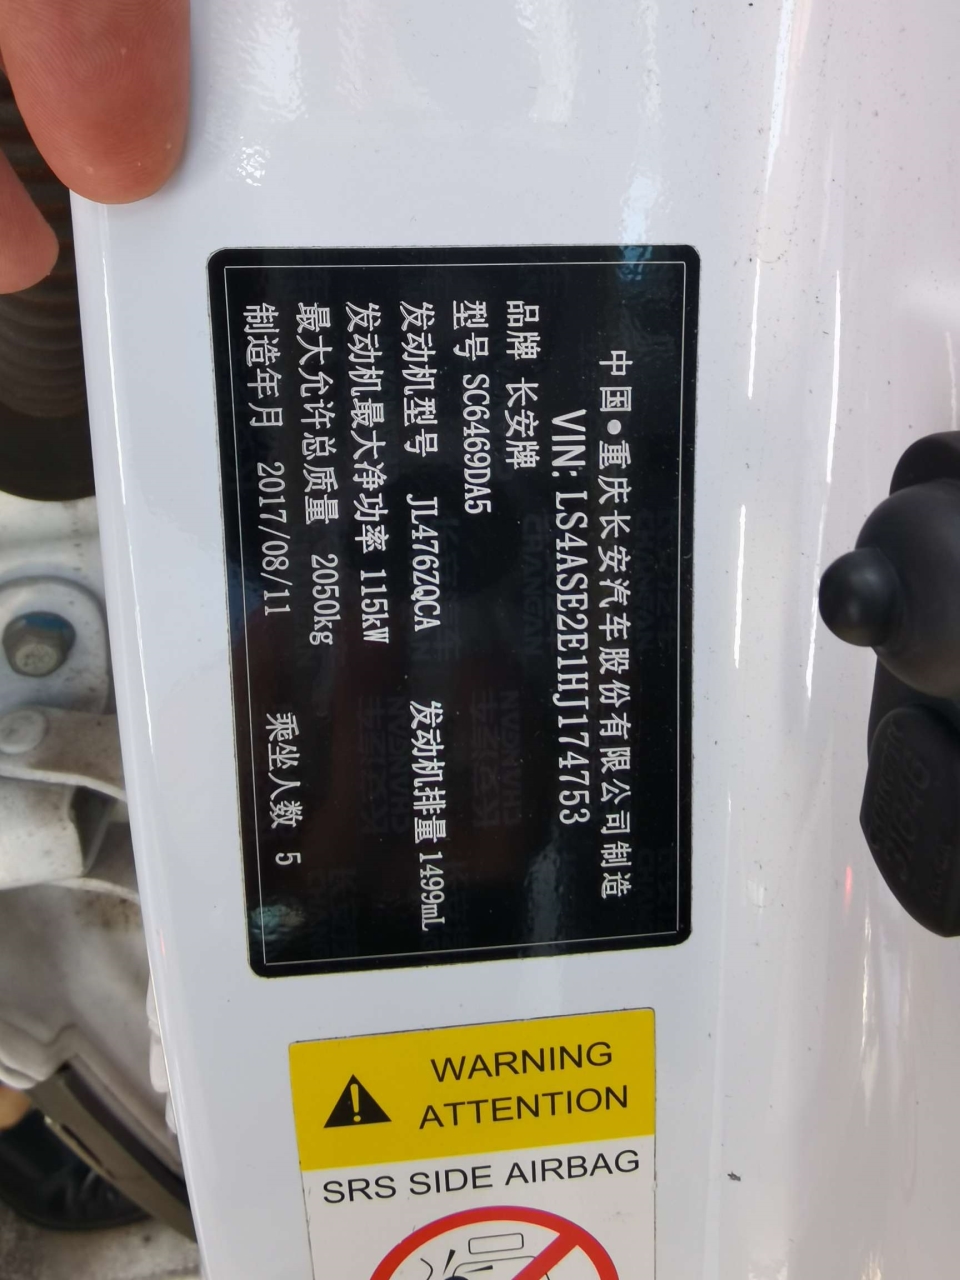 中国●重庆长安汽车股份有限公司制造
VIN: LS4ASE2E1HJ174753
品牌 长安牌
型号 SC6469DA5
发动机型号 JL476ZQCA 发动机排量 1499mL
发动机最大净功率 115kW
最大允许总质量 2050kg
制造年月 2017/08/11 乘坐人数 5
WARNING
ATTENTION
SRS SIDE AIRBAG